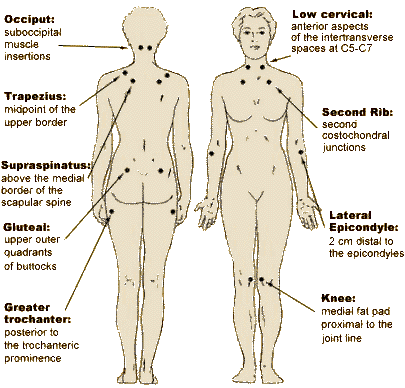 Occiput:
suboccipital
muscle
insertions
Trapezius:
midpoint of the
upper border
Supraspinatus:
above the medial
border of the
scapular spine
Gluteal:
upper outer
quadrants
of buttocks
Greater
trochanter:
posterior to
the trochanteric
prominence
Low cervical:
anterior aspects
of the intertransverse
spaces at C5-C7
Second Rib:
second
costochondral
junctions
Lateral
Epicondyle:
2 cm distal to
the epicondyles
Knee:
medial fat pad
proximal to the
joint line